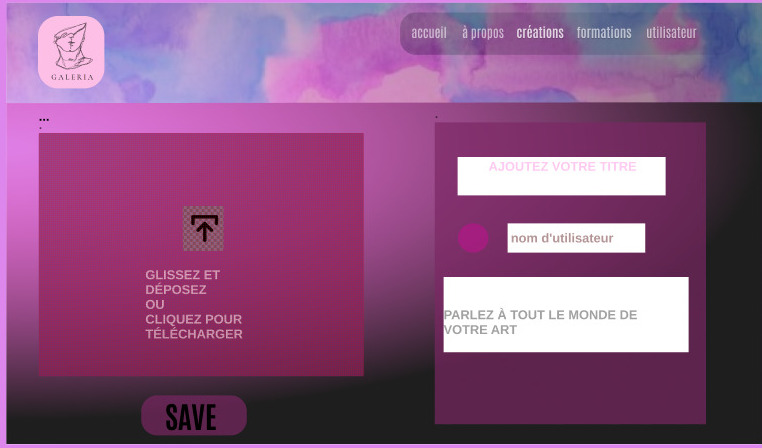 GALERIA
accueil à propos créations formations utilisateur
...
.
GLISSEZ ET
DÉPOSEZ
OU
CLIQUEZ POUR
TÉLÉCHARGER
SAVE
.
AJOUTEZ VOTRE TITRE
nom d'utilisateur
PARLEZ À TOUT LE MONDE DE
VOTRE ART